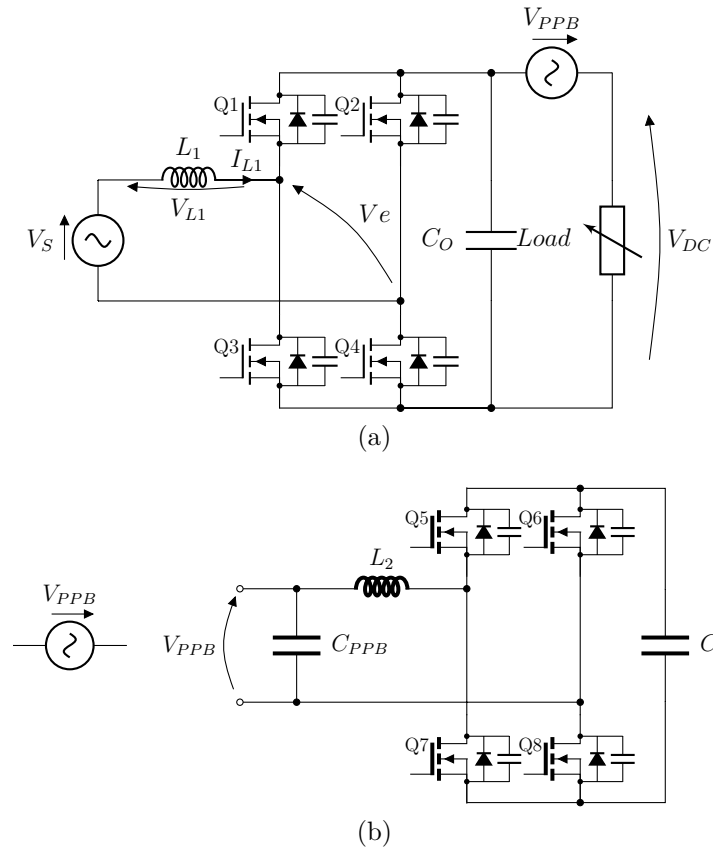 V_PPB
Q1
Q2
L_1
I_L1
V_L1
V_S
Ve
C_O
Load
V_DC
Q3
Q4
(a)
Q5
Q6
L_2
V_PPB
V_PPB
C_PPB
C
Q7
Q8
(b)